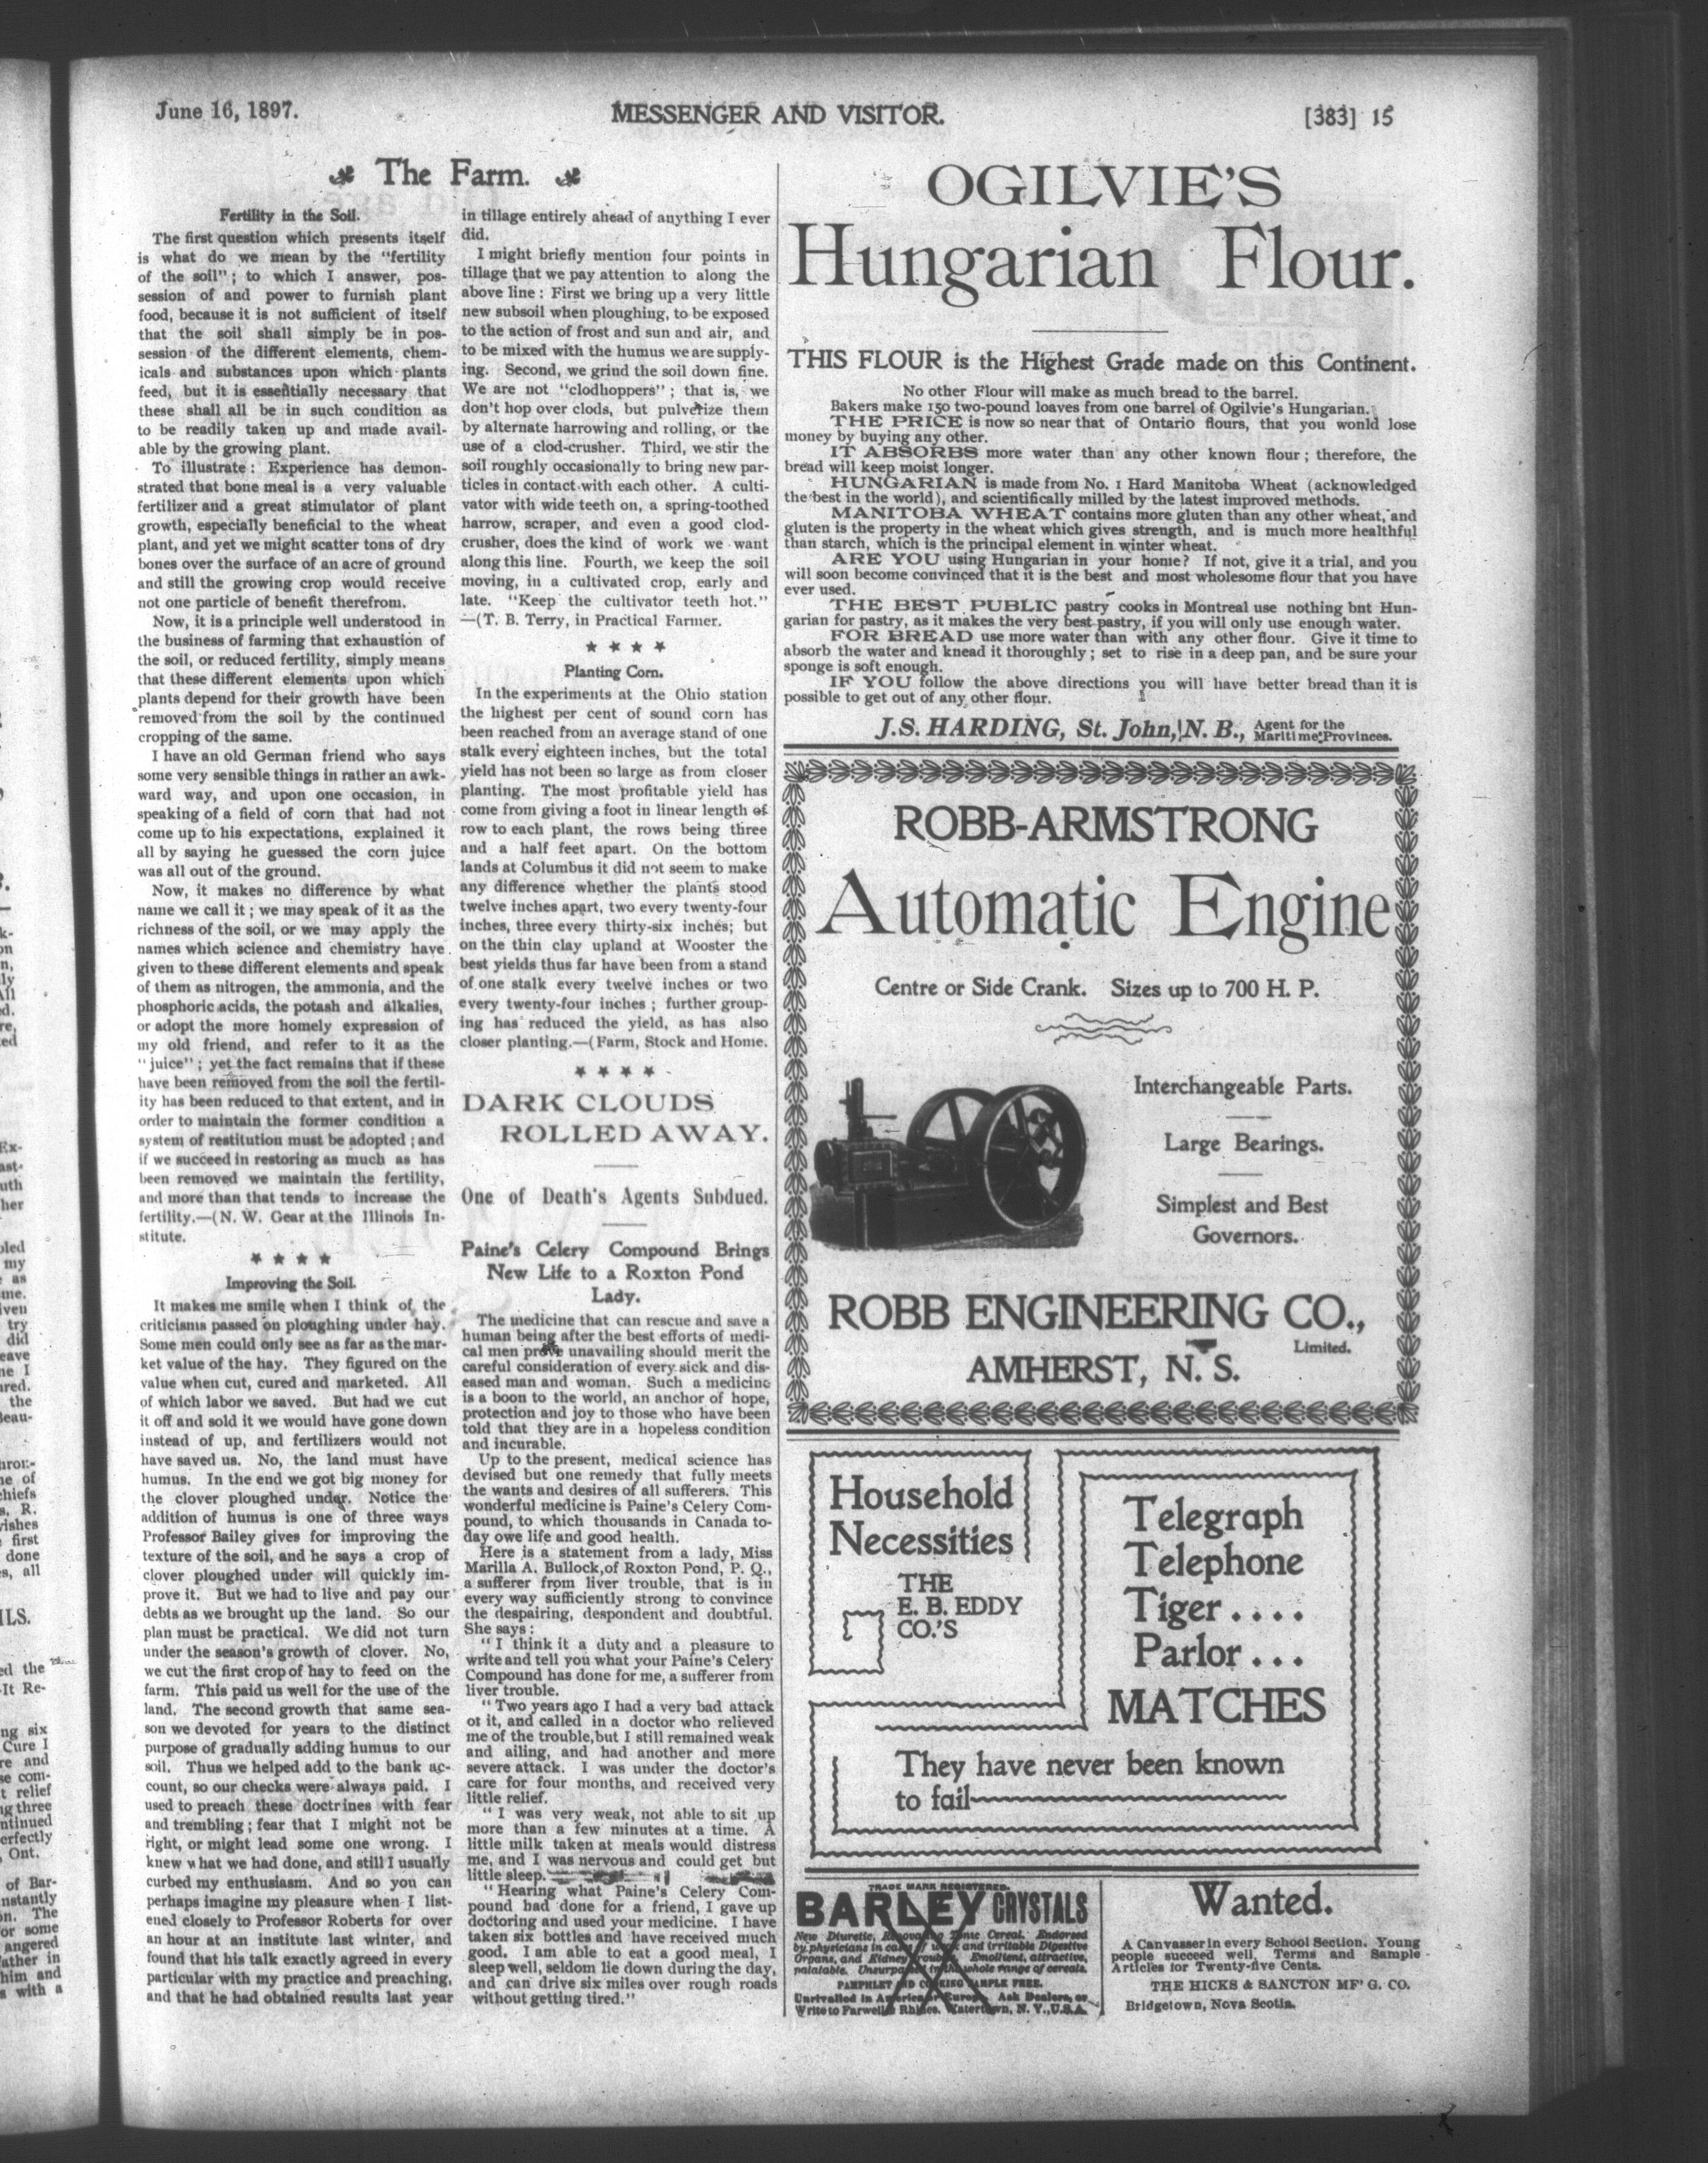 June 16, 1897.
MESSENGER AND VISITOR.
[383] 15
The Farm.
Fertility in the Soil.
The first question which presents itself
is what do we mean by the "fertility
of the soil"; to which I answer, pos-
session of and power to furnish plant
food, because it is not sufficient of itself
that the soil shall simply be in pos-
session of the different elements, chem-
icals and substances upon which plants
feed, but it is essentially necessary that
these shall all be in such condition as
to be readily taken up and made avail-
able by the growing plant.
To illustrate: Experience has demon-
strated that bone meal is a very valuable
fertilizer and a great stimulator of plant
growth, especially beneficial to the wheat
plant, and yet we might scatter tons of dry
bones over the surface of an acre of ground
and still the growing crop would receive
not one particle of benefit therefrom.
Now, it is a principle well understood in
the business of farming that exhaustion of
the soil, or reduced fertility, simply means
that these different elements upon which
plants depend for their growth have been
removed from the soil by the continued
cropping of the same.
I have an old German friend who says
some very sensible things in rather an awk-
ward way, and upon one occasion, in
speaking of a field of corn that had not
come up to his expectations, explained it
all by saying he guessed the corn juice
was all out of the ground.
Now, it makes no difference by what
name we call it; we may speak of it as the
richness of the soil, or we may apply the
names which science and chemistry have
given to these different elements and speak
of them as nitrogen, the ammonia, and the
phosphoric acids, the potash and alkalies,
or adopt the more homely expression of
my old friend, and refer to it as the
"juice"; yet the fact remains that if these
have been removed from the soil the fertil-
ity has been reduced to that extent, and in
order to maintain the former condition a
system of restitution must be adopted; and
if we succeed in restoring as much as has
been removed we maintain the fertility,
and more than that tends to increase the
fertility.—(N. W. Gear at the Illinois In-
stitute.
* * * *
Improving the Soil.
It makes me smile when I think of the
criticisms passed on ploughing under hay.
Some men could only see as far as the mar-
ket value of the hay. They figured on the
value when cut, cured and marketed. All
of which labor we saved. But had we cut
it off and sold it we would have gone down
instead of up, and fertilizers would not
have saved us. No, the land must have
humus. In the end we got big money for
the clover ploughed under. Notice the
addition of humus is one of three ways
Professor Bailey gives for improving the
texture of the soil, and he says a crop of
clover ploughed under will quickly im-
prove it. But we had to live and pay our
debts as we brought up the land. So our
plan must be practical. We did not turn
under the season's growth of clover. No,
we cut the first crop of hay to feed on the
farm. This paid us well for the use of the
land. The second growth that same sea-
son we devoted for years to the distinct
purpose of gradually adding humus to our
soil. Thus we helped add to the bank ac-
count, so our checks were always paid. I
used to preach these doctrines with fear
and trembling; fear that I might not be
right, or might lead some one wrong. I
knew what we had done, and still I usually
curbed my enthusiasm. And so you can
perhaps imagine my pleasure when I list-
ened closely to Professor Roberts for over
an hour at an institute last winter, and
found that his talk exactly agreed in every
particular with my practice and preaching,
and that he had obtained results last year
in tillage entirely ahead of anything I ever
did.
I might briefly mention four points in
tillage that we pay attention to along the
above line: First we bring up a very little
new subsoil when ploughing, to be exposed
to the action of frost and sun and air, and
to be mixed with the humus we are supply-
ing. Second, we grind the soil down fine.
We are not "clodhoppers"; that is, we
don't hop over clods, but pulverize them
by alternate harrowing and rolling, or the
use of a clod-crusher. Third, we stir the
soil roughly occasionally to bring new par-
ticles in contact with each other. A culti-
vator with wide teeth on, a spring-toothed
harrow, scraper, and even a good clod-
crusher, does the kind of work we want
along this line. Fourth, we keep the soil
moving, in a cultivated crop, early and
late. "Keep the cultivator teeth hot."
—(T. B. Terry, in Practical Farmer.
* * * *
Planting Corn.
In the experiments at the Ohio station
the highest per cent of sound corn has
been reached from an average stand of one
stalk every eighteen inches, but the total
yield has not been so large as from closer
planting. The most profitable yield has
come from giving a foot in linear length of
row to each plant, the rows being three
and a half feet apart. On the bottom
lands at Columbus it did not seem to make
any difference whether the plants stood
twelve inches apart, two every twenty-four
inches, three every thirty-six inches; but
on the thin clay upland at Wooster the
best yields thus far have been from a stand
of one stalk every twelve inches or two
every twenty-four inches; further group-
ing has reduced the yield, as has also
closer planting.—(Farm, Stock and Home.
* * * *
DARK CLOUDS
ROLLED AWAY.
One of Death's Agents Subdued.
Paine's Celery Compound Brings
New Life to a Roxton Pond
Lady.
The medicine that can rescue and save a
human being after the best efforts of medi-
cal men prove unavailing should merit the
careful consideration of every sick and dis-
eased man and woman. Such a medicine
is a boon to the world, an anchor of hope,
protection and joy to those who have been
told that they are in a hopeless condition
and incurable.
Up to the present, medical science has
devised but one remedy that fully meets
the wants and desires of all sufferers. This
wonderful medicine is Paine's Celery Com-
pound, to which thousands in Canada to-
day owe life and good health.
Here is a statement from a lady, Miss
Marilla A. Bullock, of Roxton Pond, P. Q.,
a sufferer from liver trouble, that is in
every way sufficiently strong to convince
the despairing, despondent and doubtful.
She says:
"I think it a duty and a pleasure to
write and tell you what your Paine's Celery
Compound has done for me, a sufferer from
liver trouble.
"Two years ago I had a very bad attack
of it, and called in a doctor who relieved
me of the trouble, but I still remained weak
and ailing, and had another and more
severe attack. I was under the doctor's
care for four months, and received very
little relief.
"I was very weak, not able to sit up
more than a few minutes at a time. A
little milk taken at meals would distress
me, and I was nervous and could get but
little sleep.
"Hearing what Paine's Celery Com-
pound had done for a friend, I gave up
doctoring and used your medicine. I have
taken six bottles and have received much
good. I am able to eat a good meal, I
sleep well, seldom lie down during the day,
and can drive six miles over rough roads
without getting tired."
OGILVIE'S
Hungarian Flour.
THIS FLOUR is the Highest Grade made on this Continent.
No other Flour will make as much bread to the barrel.
Bakers make 150 two-pound loaves from one barrel of Ogilvie's Hungarian.
THE PRICE is now so near that of Ontario flours, that you wonld lose
money by buying any other.
IT ABSORBS more water than any other known flour; therefore, the
bread will keep moist longer.
HUNGARIAN is made from No. 1 Hard Manitoba Wheat (acknowledged
the best in the world), and scientifically milled by the latest improved methods.
MANITOBA WHEAT contains more gluten than any other wheat, and
gluten is the property in the wheat which gives strength, and is much more healthful
than starch, which is the principal element in winter wheat.
ARE YOU using Hungarian in your home? If not, give it a trial, and you
will soon become convinced that it is the best and most wholesome flour that you have
ever used.
THE BEST PUBLIC pastry cooks in Montreal use nothing bnt Hun-
garian for pastry, as it makes the very best pastry, if you will only use enough water.
FOR BREAD use more water than with any other flour. Give it time to
absorb the water and knead it thoroughly; set to rise in a deep pan, and be sure your
sponge is soft enough.
IF YOU follow the above directions you will have better bread than it is
possible to get out of any other flour.
J.S. HARDING, St. John, N. B., Agent for the
Maritime Provinces.
ROBB-ARMSTRONG
Automatic Engine
Centre or Side Crank. Sizes up to 700 H. P.
Interchangeable Parts.
Large Bearings.
Simplest and Best
Governors.
ROBB ENGINEERING CO.,
Limited.
AMHERST, N. S.
Household
Necessities
THE
E. B. EDDY
CO.'S
Telegraph
Telephone
Tiger....
Parlor...
MATCHES
They have never been known
to fail
TRADE MARK REGISTERED.
BARLEY CRYSTALS
New Diuretic, Renovating Tonic Cereal. Endorsed
by physicians in cases of weak and irritable Digestive
Organs, and Kidney Troubles. Emollient, attractive,
palatable. Unsurpassed in the whole range of cereals.
PAMPHLET AND COOKING SAMPLE FREE.
Unrivalled in America or Europe. Ask Dealers, or
Write to Farwell & Rhines, Watertown, N. Y., U.S.A.
Wanted.
A Canvasser in every School Section. Young
people succeed well. Terms and Sample
Articles for Twenty-five Cents.
THE HICKS & SANCTON MF'G. CO.
Bridgetown, Nova Scotia.